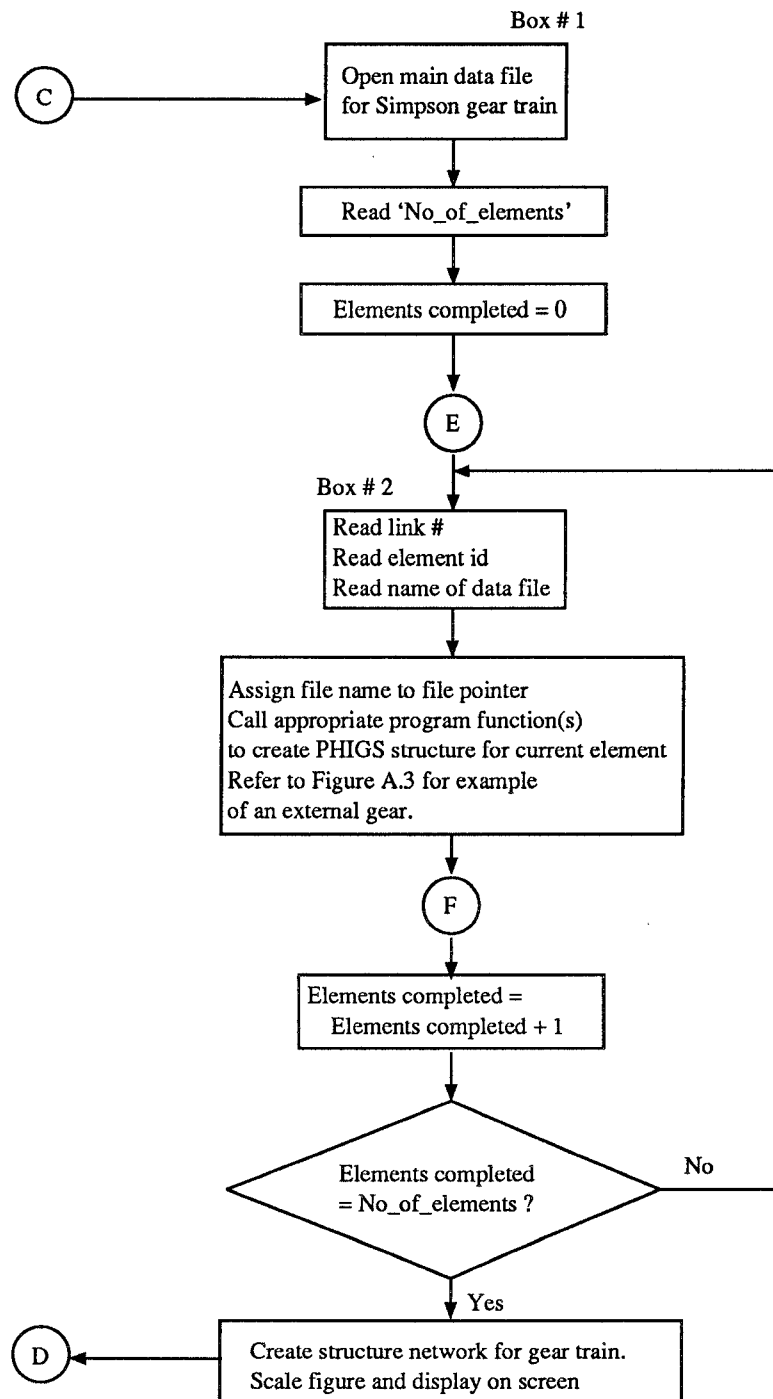 Box # 1
C
Open main data file
for Simpson gear train
Read ‘No_of_elements’
Elements completed = 0
E
Box # 2
Read link #
Read element id
Read name of data file
Assign file name to file pointer
Call appropriate program function(s)
to create PHIGS structure for current element
Refer to Figure A.3 for example
of an external gear.
F
Elements completed =
Elements completed + 1
Elements completed
= No_of_elements ?
No
Yes
D
Create structure network for gear train.
Scale figure and display on screen